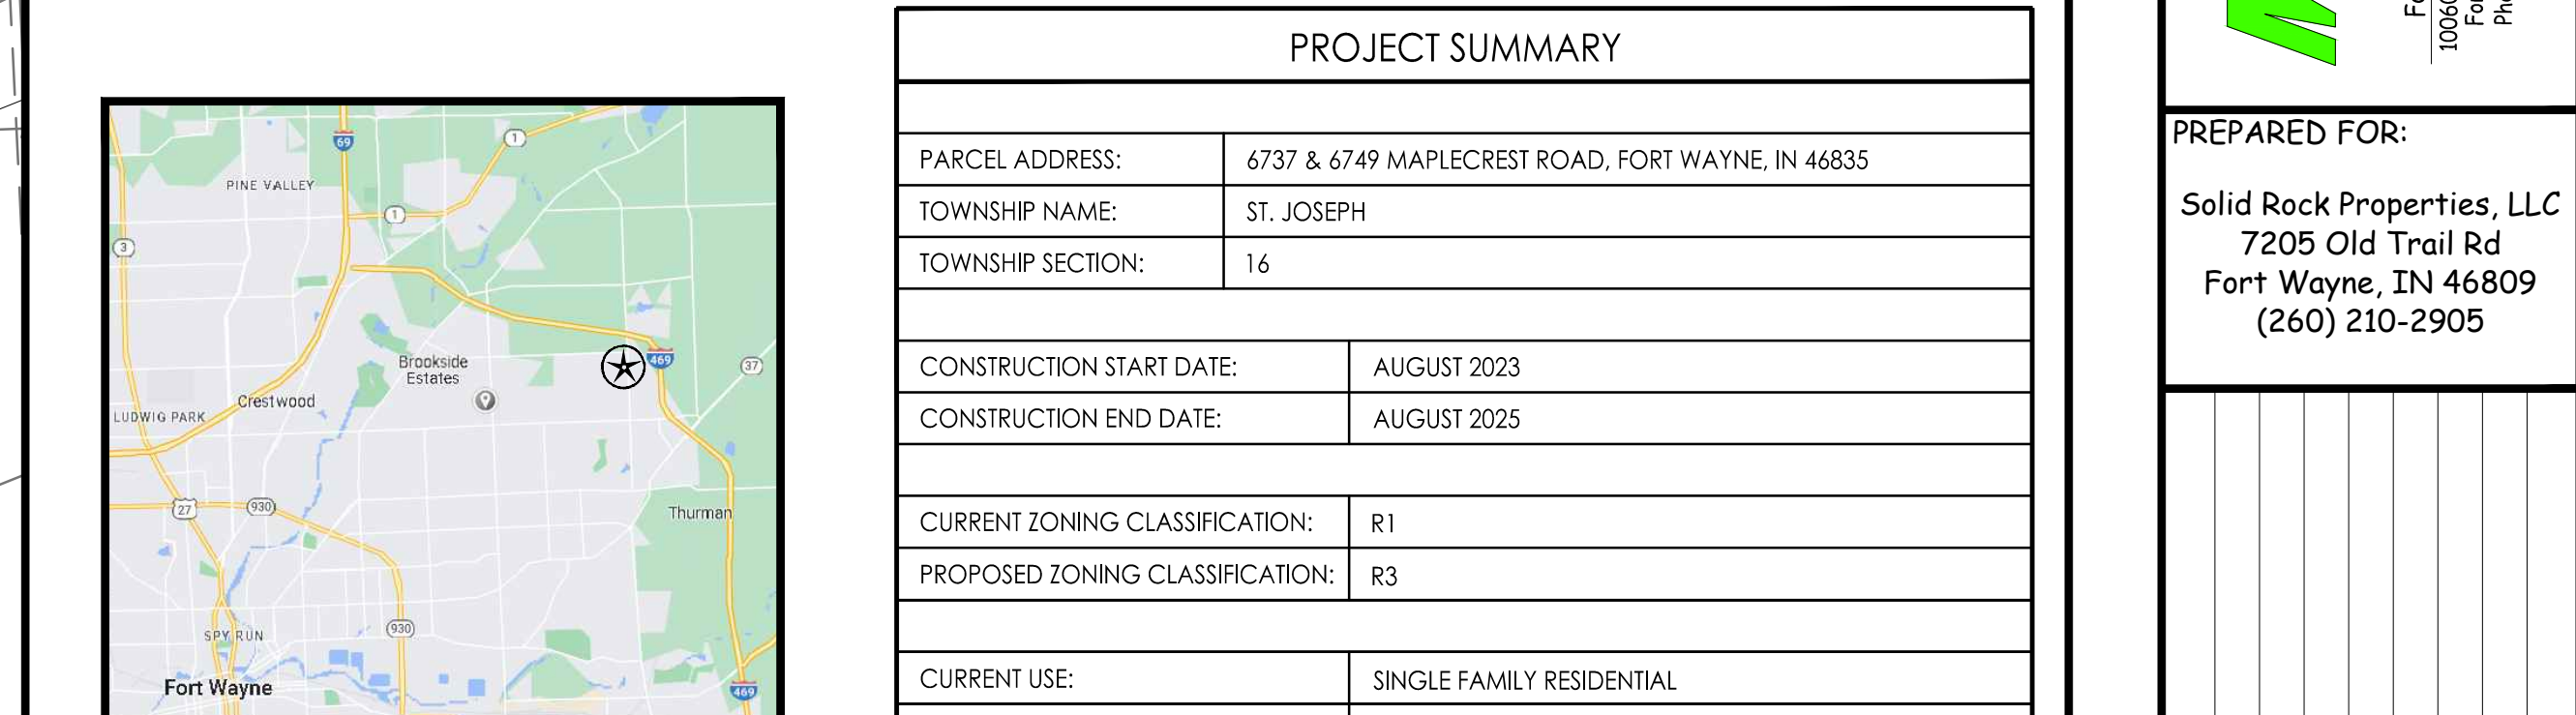 PROJECT SUMMARY
PARCEL ADDRESS: 6737 & 6749 MAPLECREST ROAD, FORT WAYNE, IN 46835
TOWNSHIP NAME: ST. JOSEPH
TOWNSHIP SECTION: 16
CONSTRUCTION START DATE: AUGUST 2023
CONSTRUCTION END DATE: AUGUST 2025
CURRENT ZONING CLASSIFICATION: R1
PROPOSED ZONING CLASSIFICATION: R3
CURRENT USE: SINGLE FAMILY RESIDENTIAL
69
1
PINE VALLEY
1
3
Brookside
Estates
469
37
Crestwood
LUDWIG PARK
27
930
Thurman
930
SPY RUN
Fort Wayne
469
PREPARED FOR:
Solid Rock Properties, LLC
7205 Old Trail Rd
Fort Wayne, IN 46809
(260) 210-2905